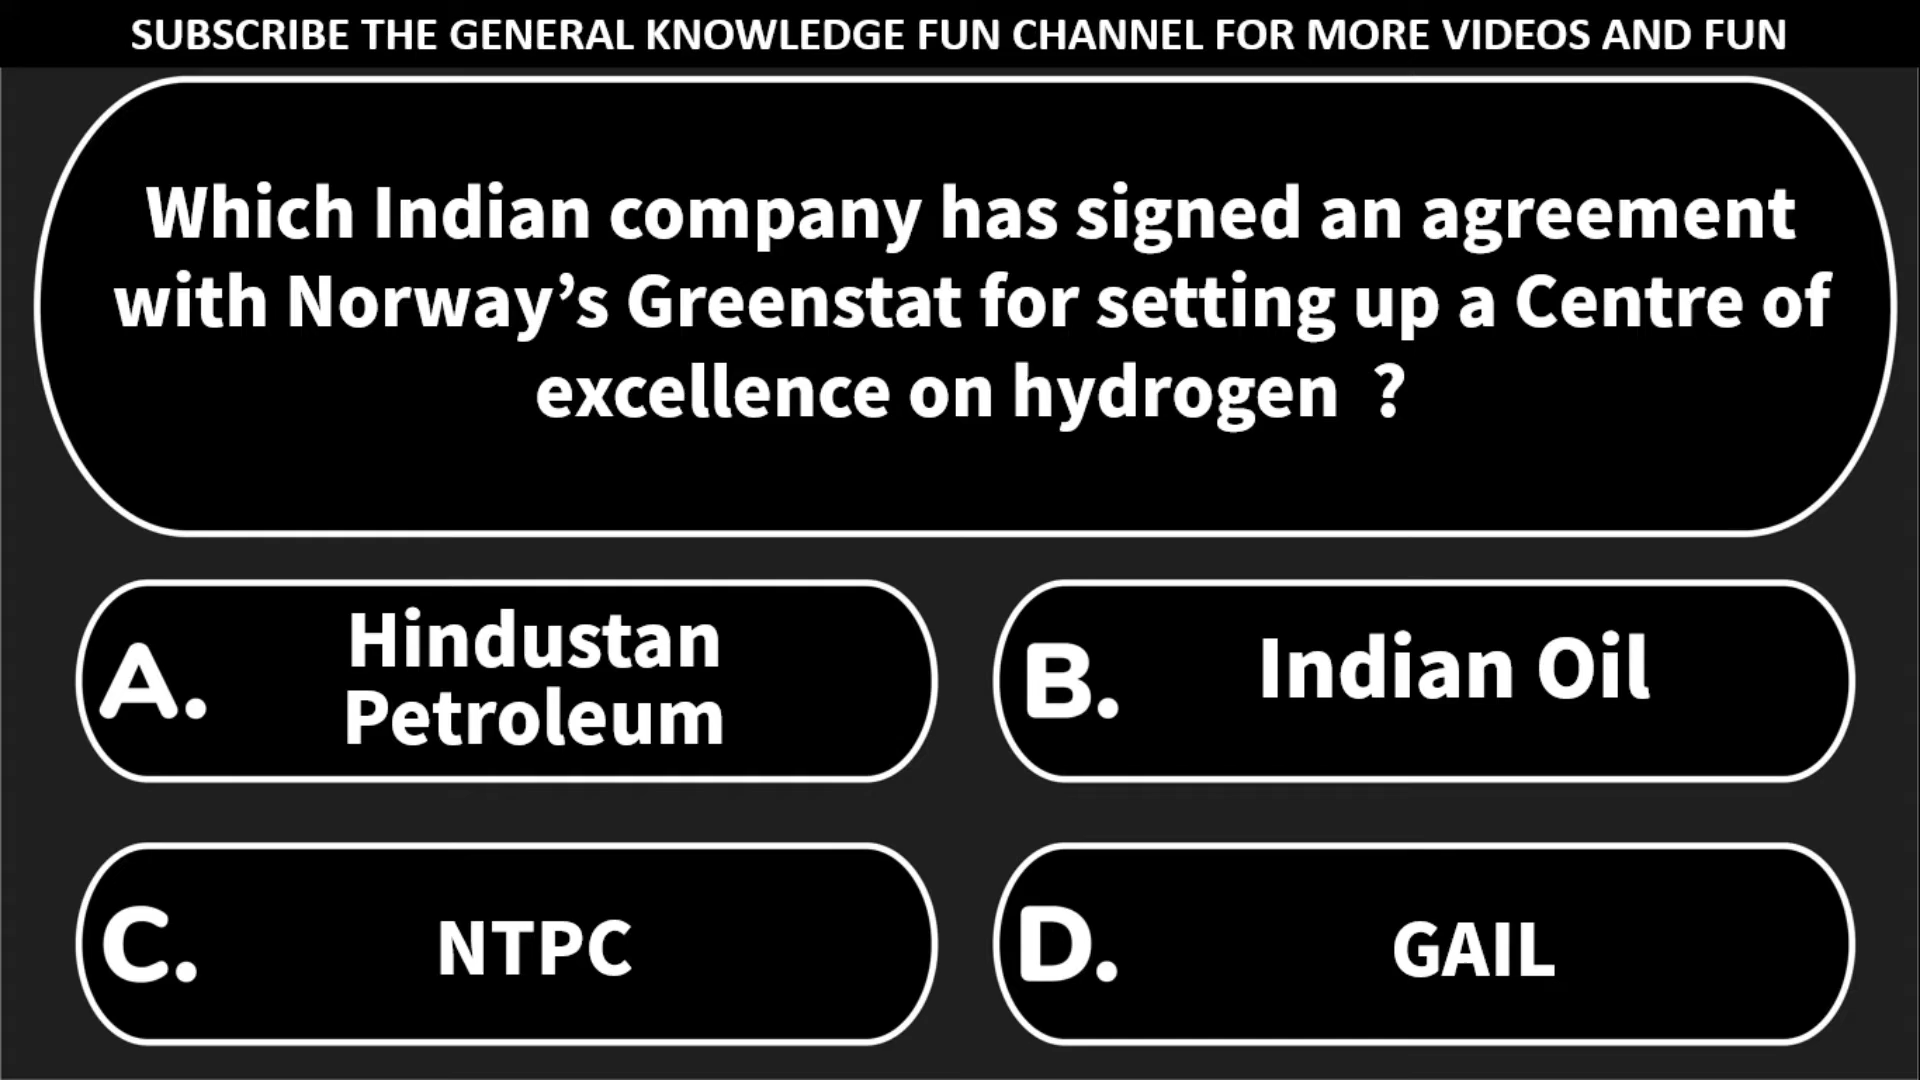 SUBSCRIBE THE GENERAL KNOWLEDGE FUN CHANNEL FOR MORE VIDEOS AND FUN
Which Indian company has signed an agreement
with Norway’s Greenstat for setting up a Centre of
excellence on hydrogen ?
A. Hindustan
Petroleum
B. Indian Oil
C. NTPC
D. GAIL